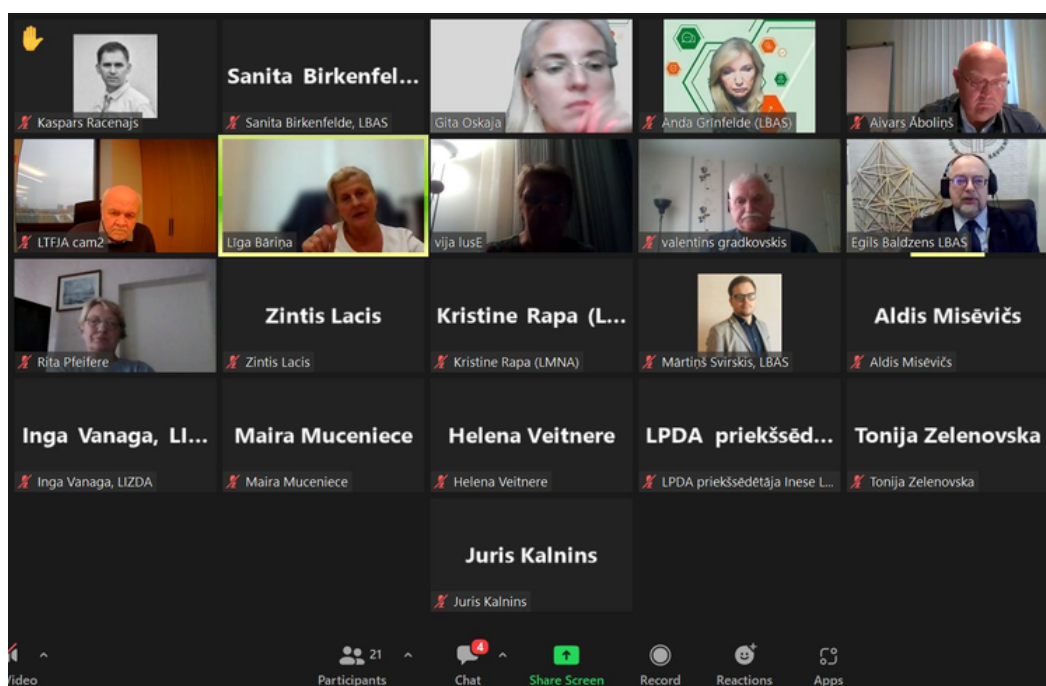 Kaspars Racenajs
Sanita Birkenfel...
Sanita Birkenfelde, LBAS
Gita Oskaja
Anda Grīnfelde (LBAS)
Aivars Āboliņš
LTFJA cam2
Līga Bāriņa
vija lusE
valentins gradkovskis
Egils Baldzens LBAS
Rita Pfeifere
Zintis Lacis
Zintis Lacis
Kristine Rapa (L...
Kristine Rapa (LMNA)
Mārtiņš Svirskis, LBAS
Aldis Misēvičs
Aldis Misēvičs
Inga Vanaga, LI...
Inga Vanaga, LIZDA
Maira Muceniece
Maira Muceniece
Helena Veitnere
Helena Veitnere
LPDA priekšsēd...
LPDA priekšsēdētāja Inese L...
Tonija Zelenovska
Tonija Zelenovska
Juris Kalnins
Juris Kalnins
Video
21
Participants
4
Chat
Share Screen
Record
Reactions
Apps